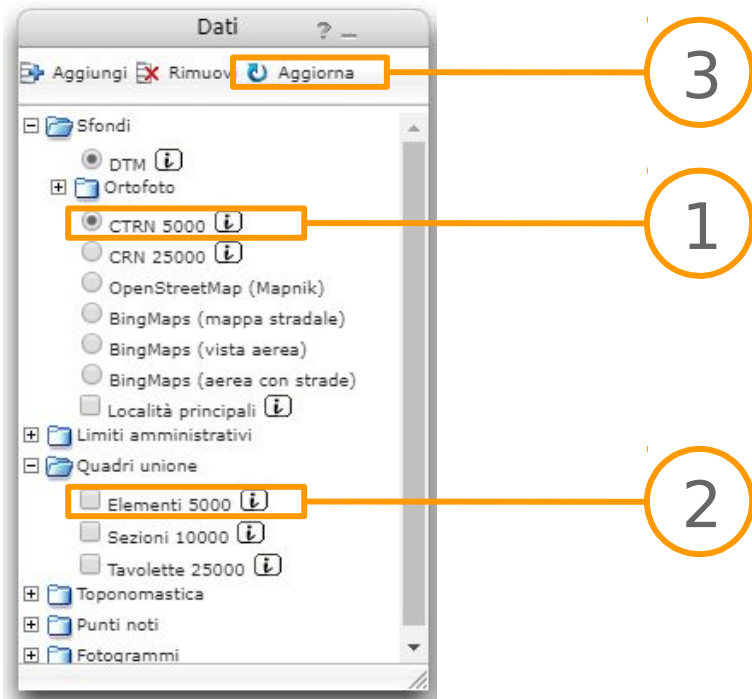 Dati ? _
Aggiungi Rimuov Aggiorna
3
Sfondi
DTM i
Ortofoto
CTRN 5000 i
1
CRN 25000 i
OpenStreetMap (Mapnik)
BingMaps (mappa stradale)
BingMaps (vista aerea)
BingMaps (aerea con strade)
Località principali i
Limiti amministrativi
Quadri unione
Elementi 5000 i
2
Sezioni 10000 i
Tavolette 25000 i
Toponomastica
Punti noti
Fotogrammi